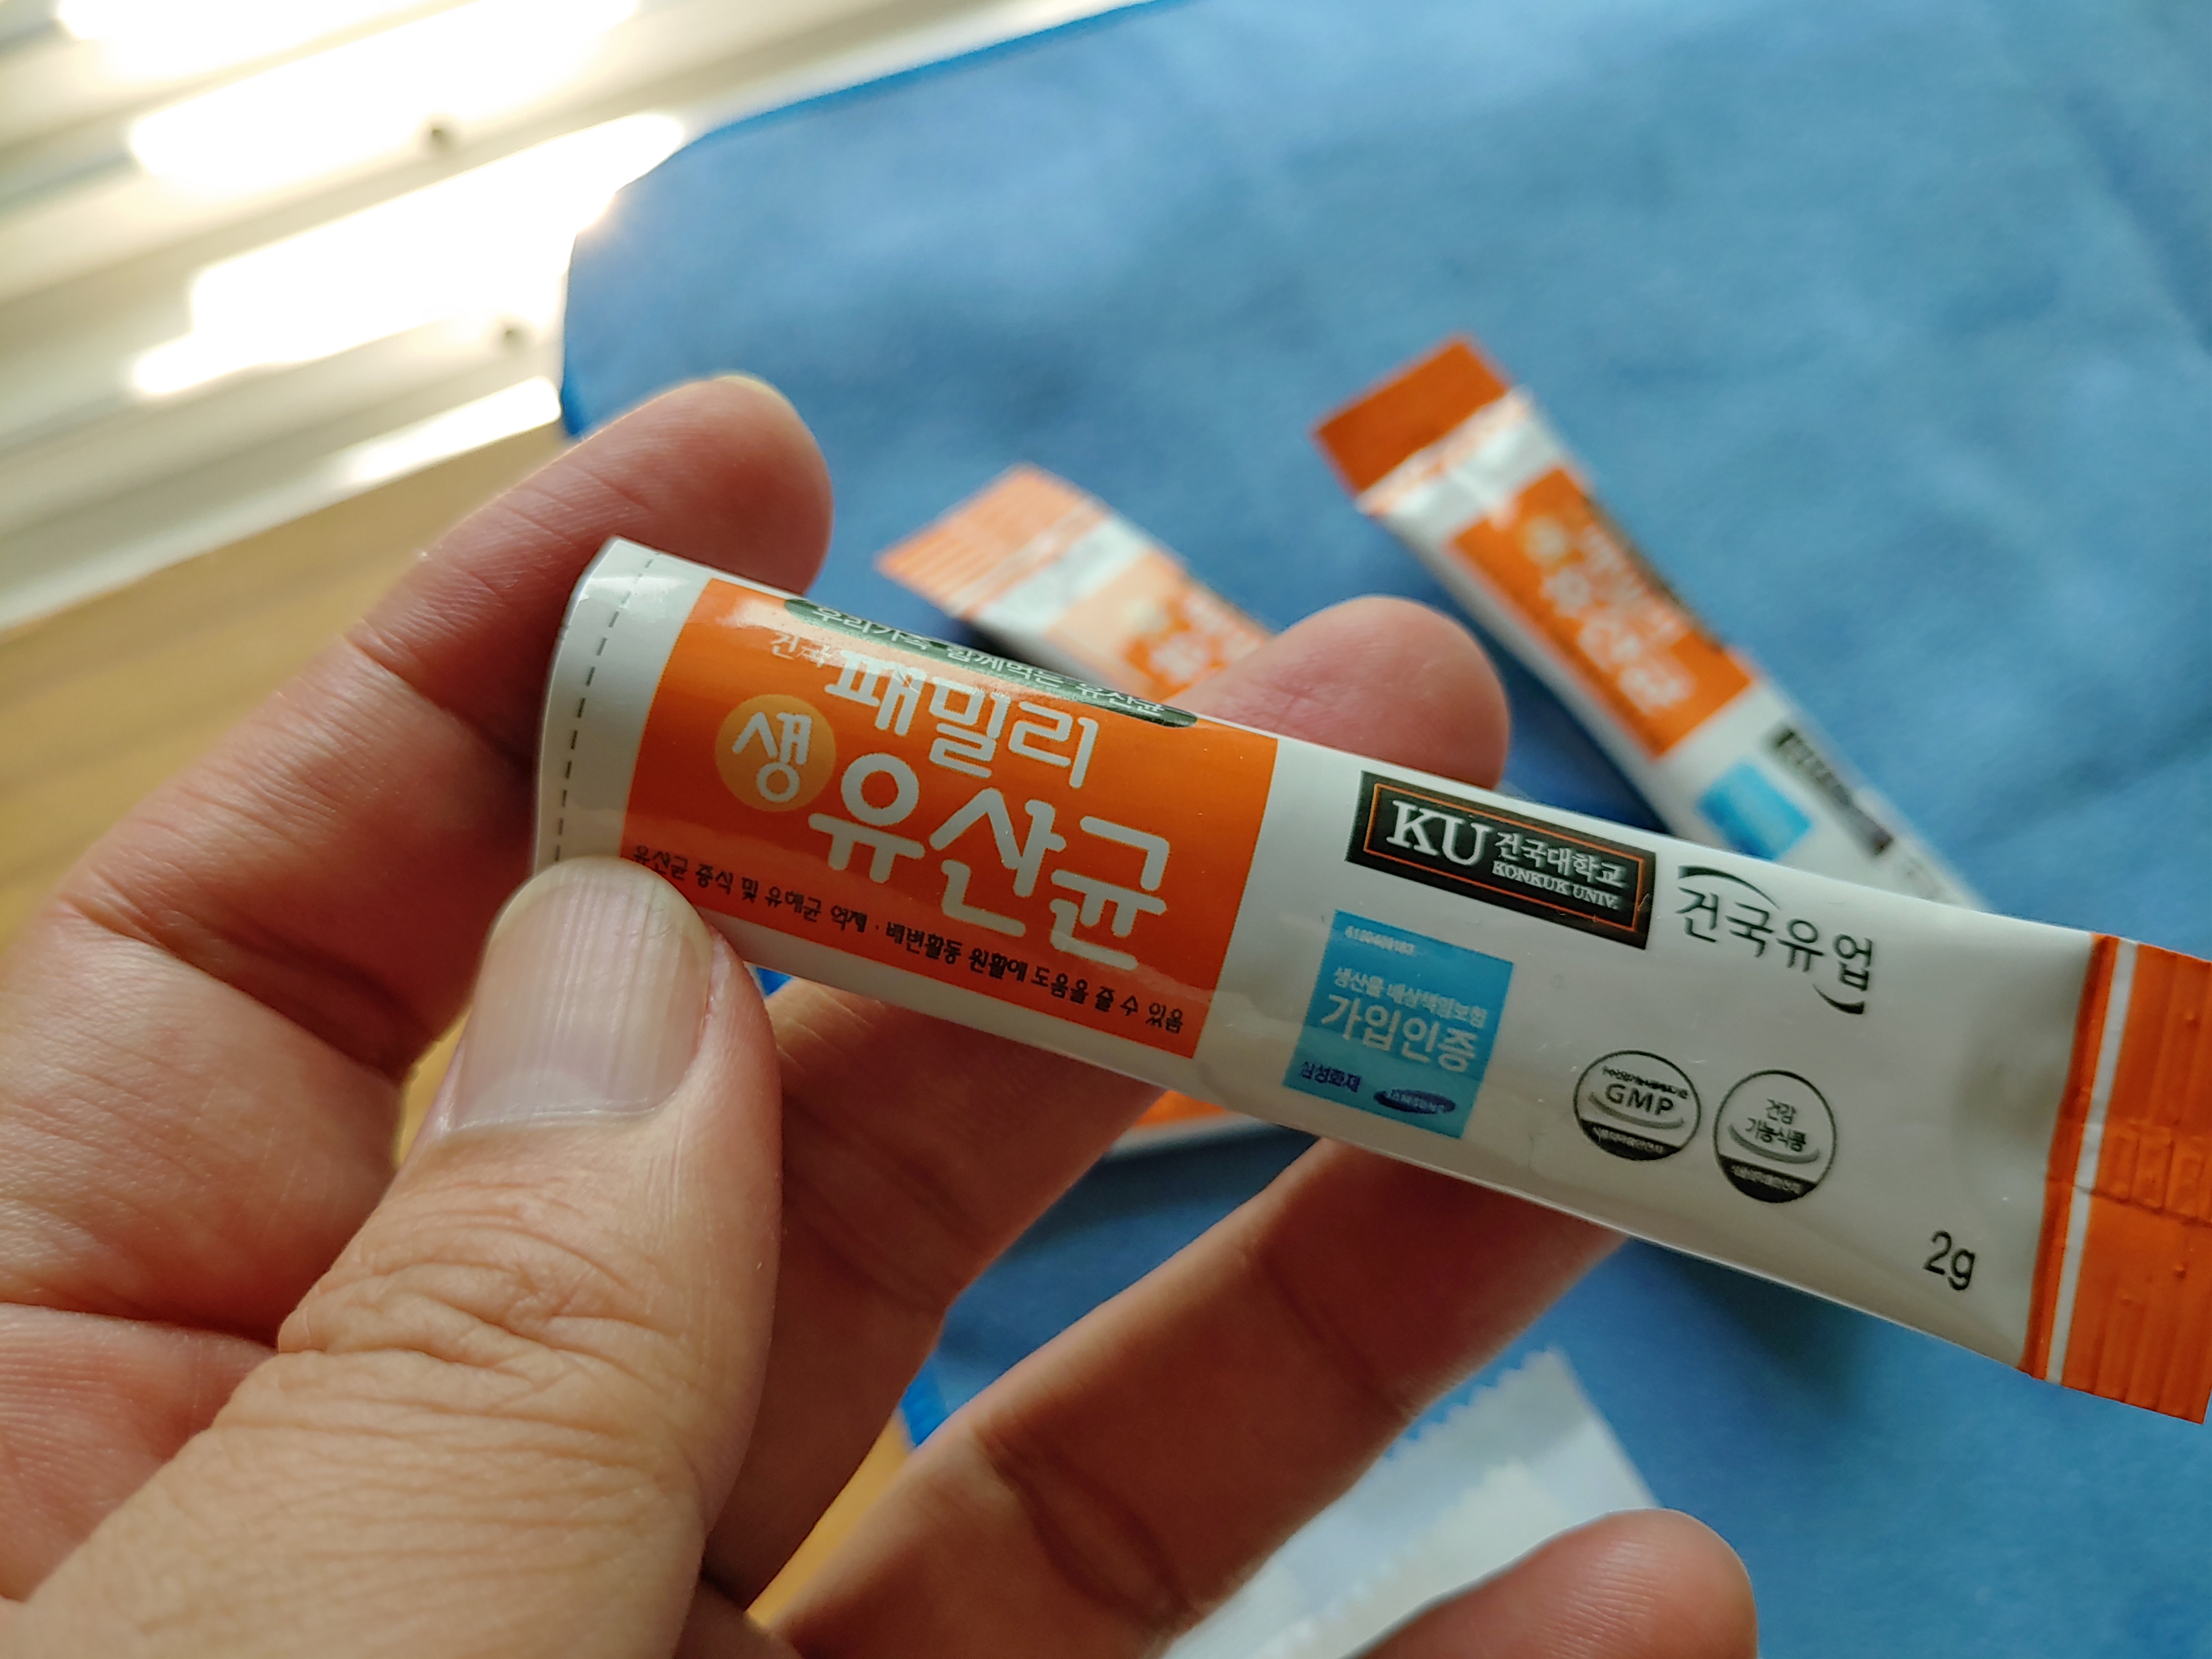 우리가족 함께먹는 유산균
건국 패밀리
생유산균
유산균 증식 및 유해균 억제 · 배변활동 원활에 도움을 줄 수 있음
KU 건국대학교
KONKUK UNIV.
건국유업
생산물 배상책임보험
가입인증
삼성화재 SAMSUNG
GMP
건강
기능식품
2g
유산균